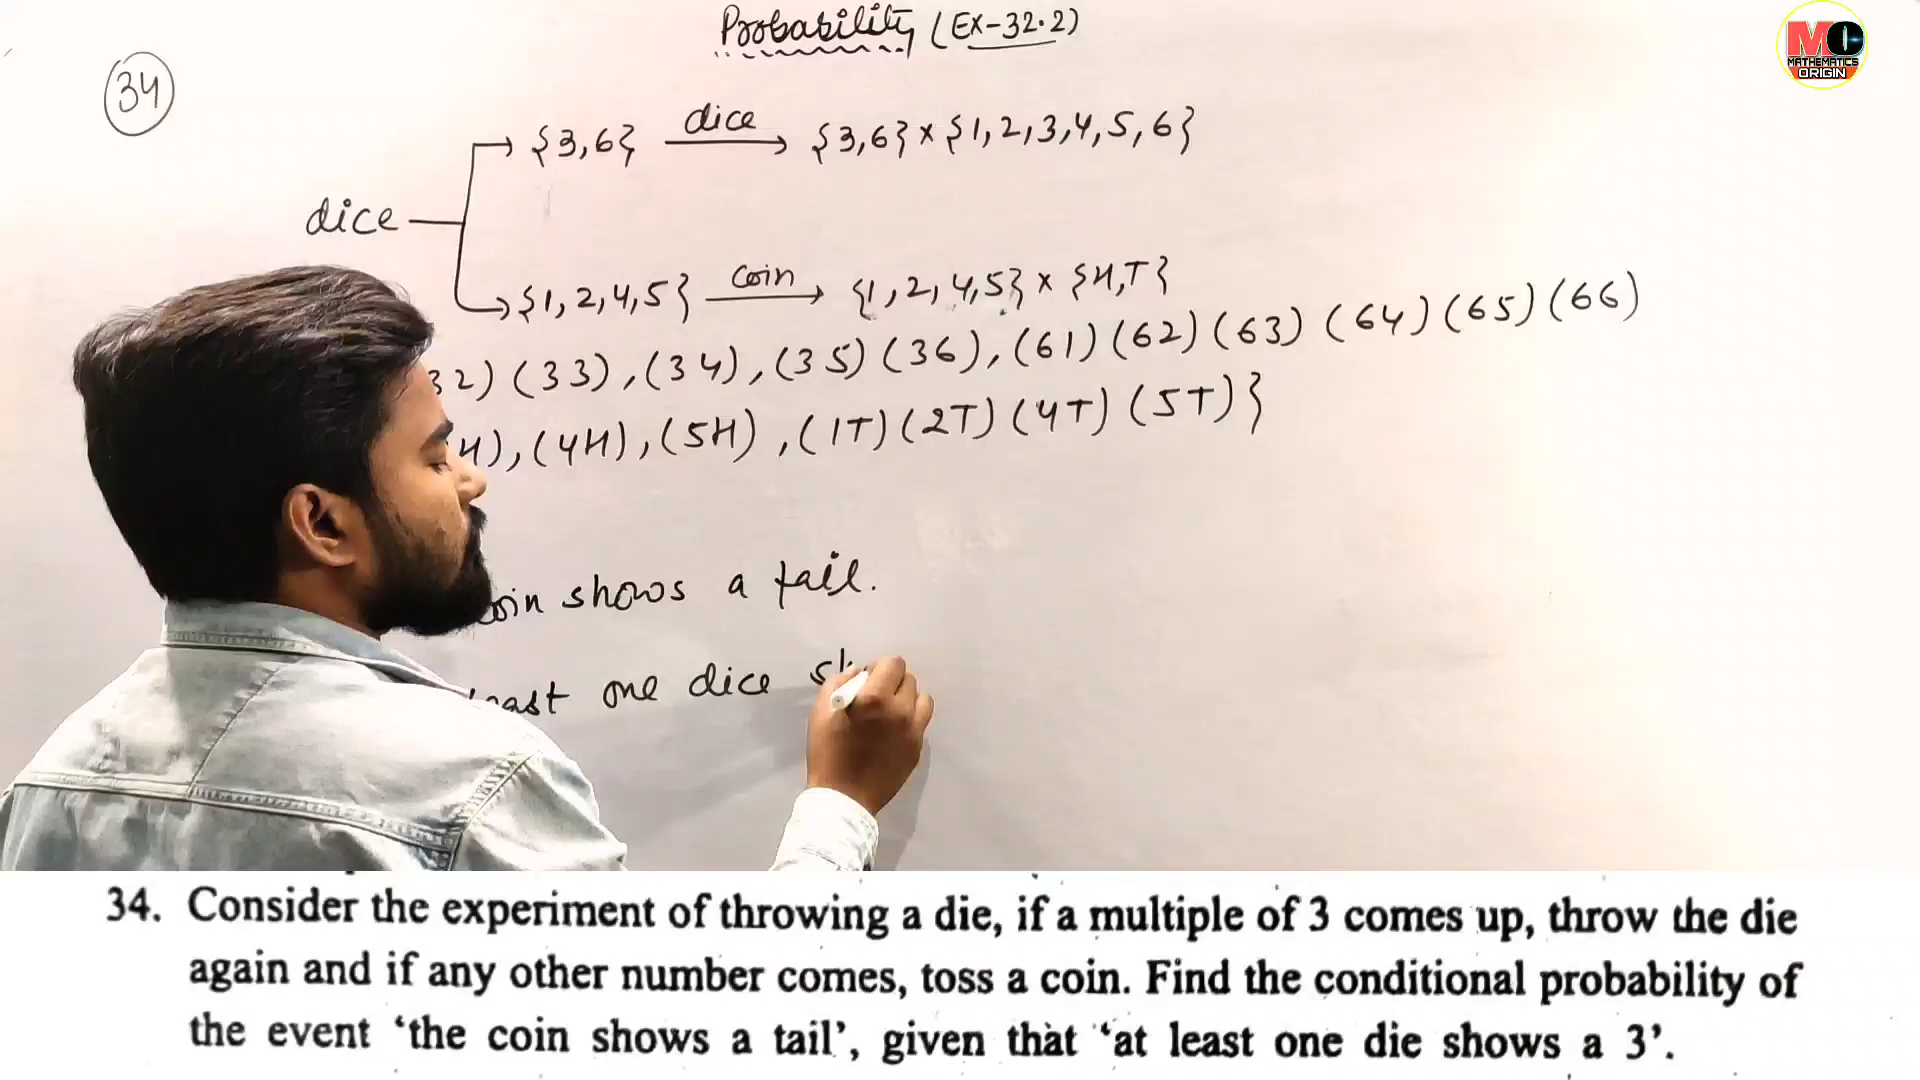 Probability (EX-32.2)
MO
MATHEMATICS
ORIGIN
34
{3,6} dice {3,6} × {1,2,3,4,5,6}
dice
{1,2,4,5} coin {1,2,4,5} × {H,T}
32) (33), (34), (35) (36), (61) (62) (63) (64) (65) (66)
H), (4H), (5H), (1T) (2T) (4T) (5T)}
shows a tail.
one dice
34. Consider the experiment of throwing a die, if a multiple of 3 comes up, throw the die
again and if any other number comes, toss a coin. Find the conditional probability of
the event ‘the coin shows a tail’, given that ‘at least one die shows a 3’.